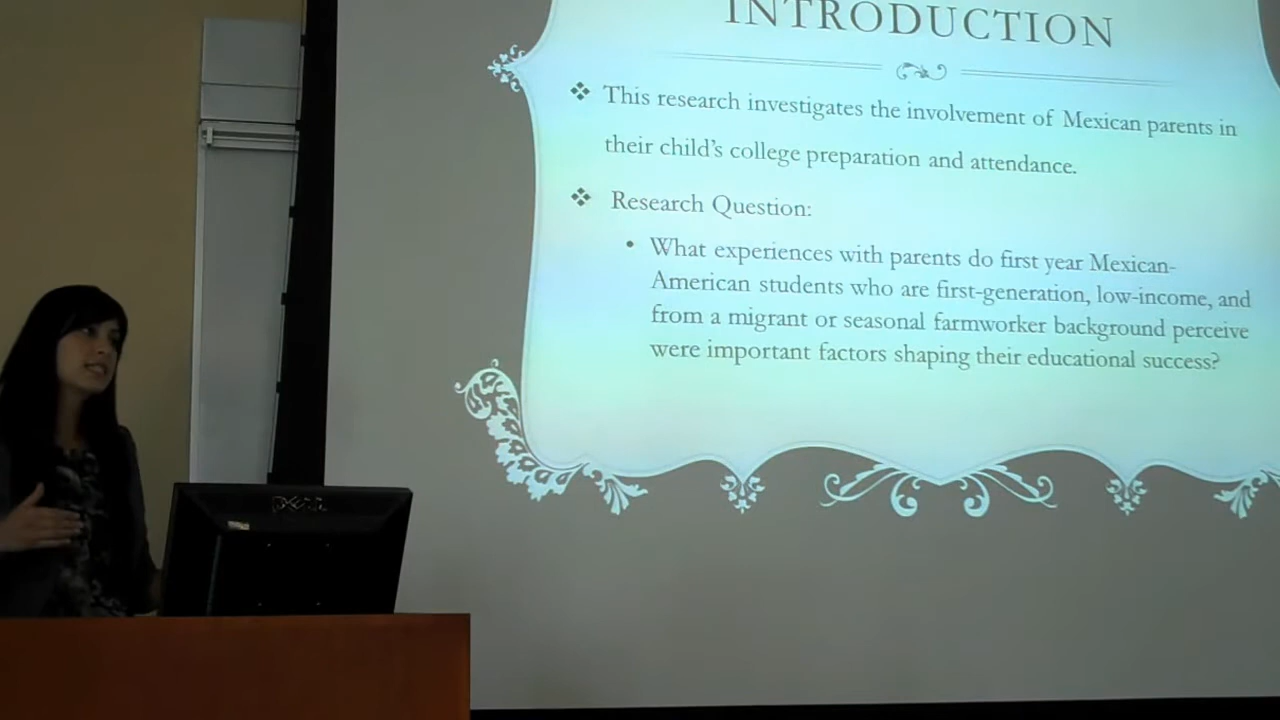 INTRODUCTION
This research investigates the involvement of Mexican parents in
their child's college preparation and attendance.
Research Question:
What experiences with parents do first year Mexican-
American students who are first-generation, low-income, and
from a migrant or seasonal farmworker background perceive
were important factors shaping their educational success?
DELL